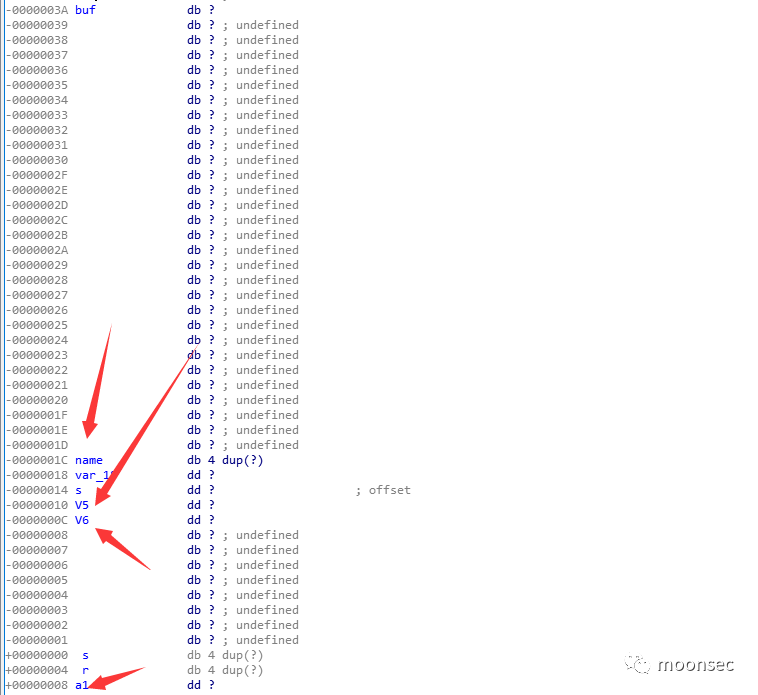 -0000003A buf db ?
-00000039 db ? ; undefined
-00000038 db ? ; undefined
-00000037 db ? ; undefined
-00000036 db ? ; undefined
-00000035 db ? ; undefined
-00000034 db ? ; undefined
-00000033 db ? ; undefined
-00000032 db ? ; undefined
-00000031 db ? ; undefined
-00000030 db ? ; undefined
-0000002F db ? ; undefined
-0000002E db ? ; undefined
-0000002D db ? ; undefined
-0000002C db ? ; undefined
-0000002B db ? ; undefined
-0000002A db ? ; undefined
-00000029 db ? ; undefined
-00000028 db ? ; undefined
-00000027 db ? ; undefined
-00000026 db ? ; undefined
-00000025 db ? ; undefined
-00000024 db ? ; undefined
-00000023 db ? ; undefined
-00000022 db ? ; undefined
-00000021 db ? ; undefined
-00000020 db ? ; undefined
-0000001F db ? ; undefined
-0000001E db ? ; undefined
-0000001D db ? ; undefined
-0000001C name db 4 dup(?)
-00000018 dd ?
-00000014 s dd ? ; offset
-00000010 V5 dd ?
-0000000C V6 dd ?
-00000008 db ? ; undefined
-00000007 db ? ; undefined
-00000006 db ? ; undefined
-00000005 db ? ; undefined
-00000004 db ? ; undefined
-00000003 db ? ; undefined
-00000002 db ? ; undefined
-00000001 db ? ; undefined
+00000000 s db 4 dup(?)
+00000004 r db 4 dup(?)
+00000008 a1 dd ?
moonsec